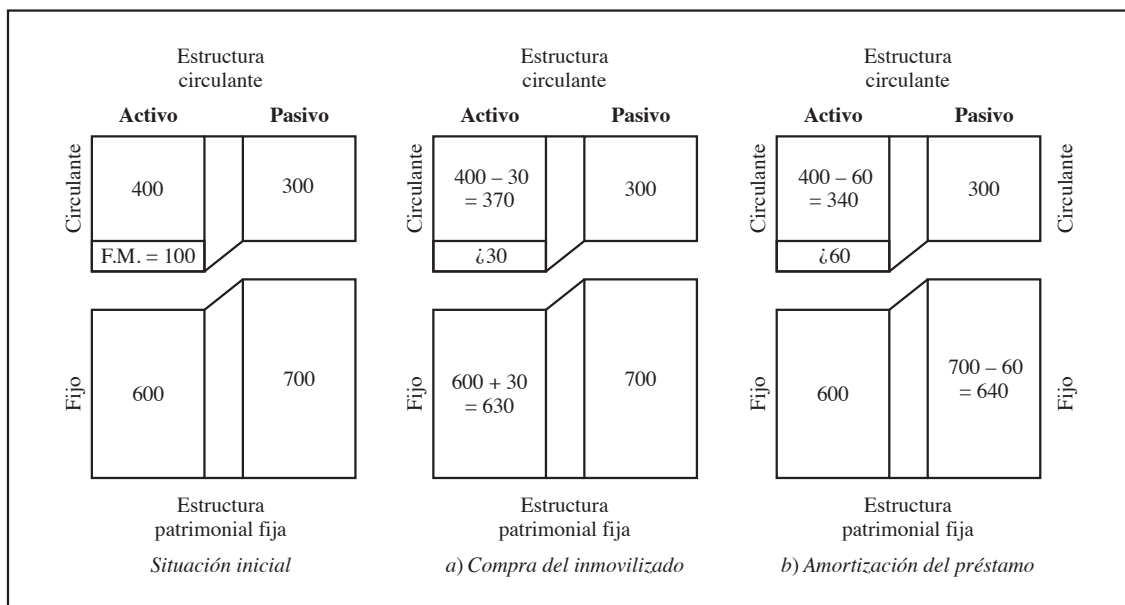 Estructura
circulante
Activo Pasivo
Circulante
400
300
F.M. = 100
Fijo
600
700
Estructura
patrimonial fija
Situación inicial
Estructura
circulante
Activo Pasivo
Circulante
400 – 30
= 370
300
¿30
Fijo
600 + 30
= 630
700
Estructura
patrimonial fija
a) Compra del inmovilizado
Estructura
circulante
Activo Pasivo
Circulante
400 – 60
= 340
300
Circulante
¿60
Fijo
600
700 – 60
= 640
Fijo
Estructura
patrimonial fija
b) Amortización del préstamo